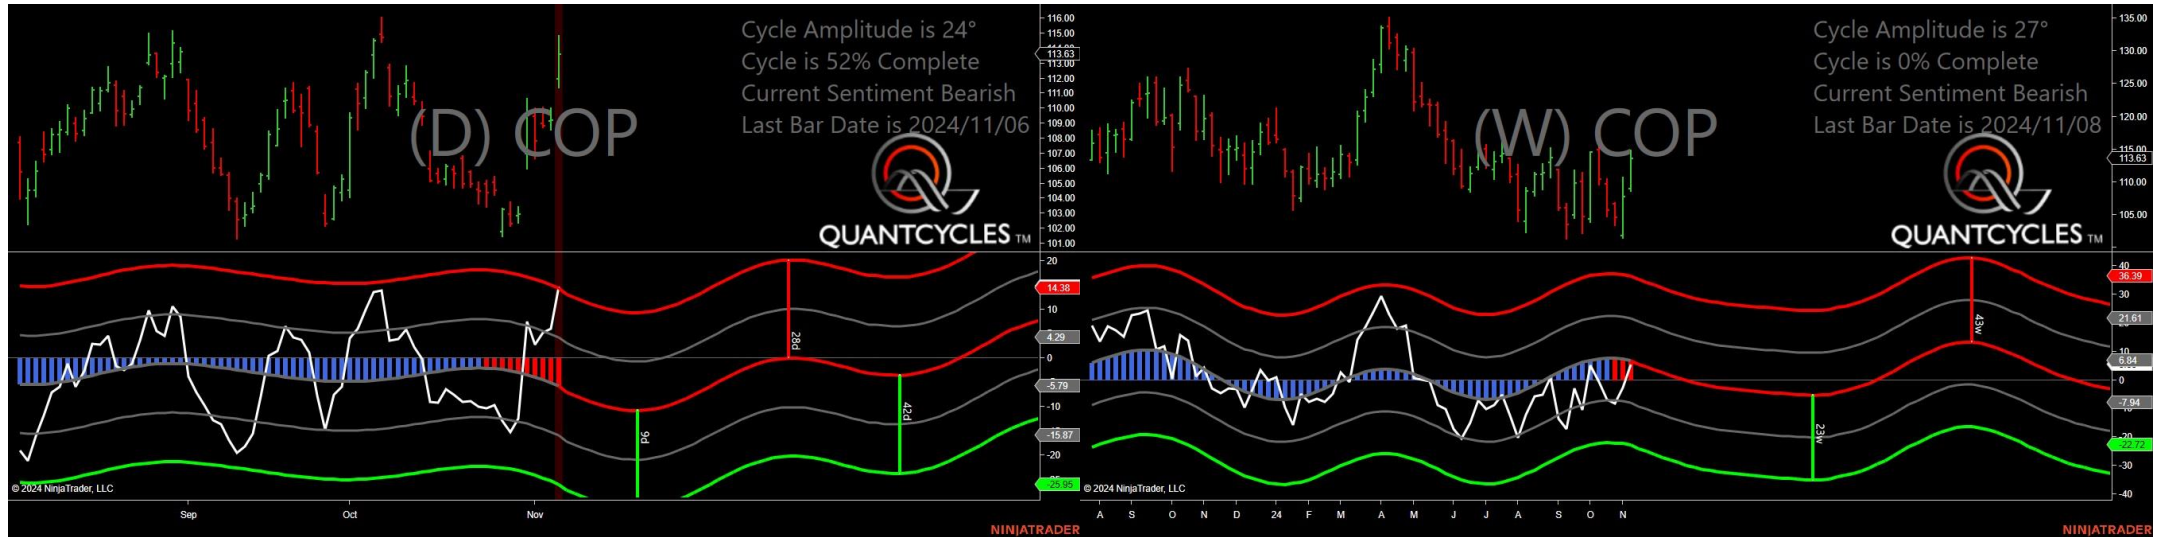 Cycle Amplitude is 24°
Cycle is 52% Complete
Current Sentiment Bearish
Last Bar Date is 2024/11/06
(D) COP
QUANTCYCLES TM
116.00
115.00
113.63
113.00
112.00
111.00
110.00
109.00
108.00
107.00
106.00
105.00
104.00
103.00
102.00
101.00
20
14.38
10
4.29
0
-5.79
-10
-15.87
-20
-25.95
28d
9d
42d
© 2024 NinjaTrader, LLC
Sep
Oct
Nov
NINJATRADER
Cycle Amplitude is 27°
Cycle is 0% Complete
Current Sentiment Bearish
Last Bar Date is 2024/11/08
(W) COP
QUANTCYCLES TM
135.00
130.00
125.00
120.00
115.00
113.63
110.00
105.00
40
36.39
30
21.61
6.84
0
-7.94
-22.72
-30
-40
43w
23w
© 2024 NinjaTrader, LLC
A S O N D 24 F M A M J J A S O N
NINJATRADER